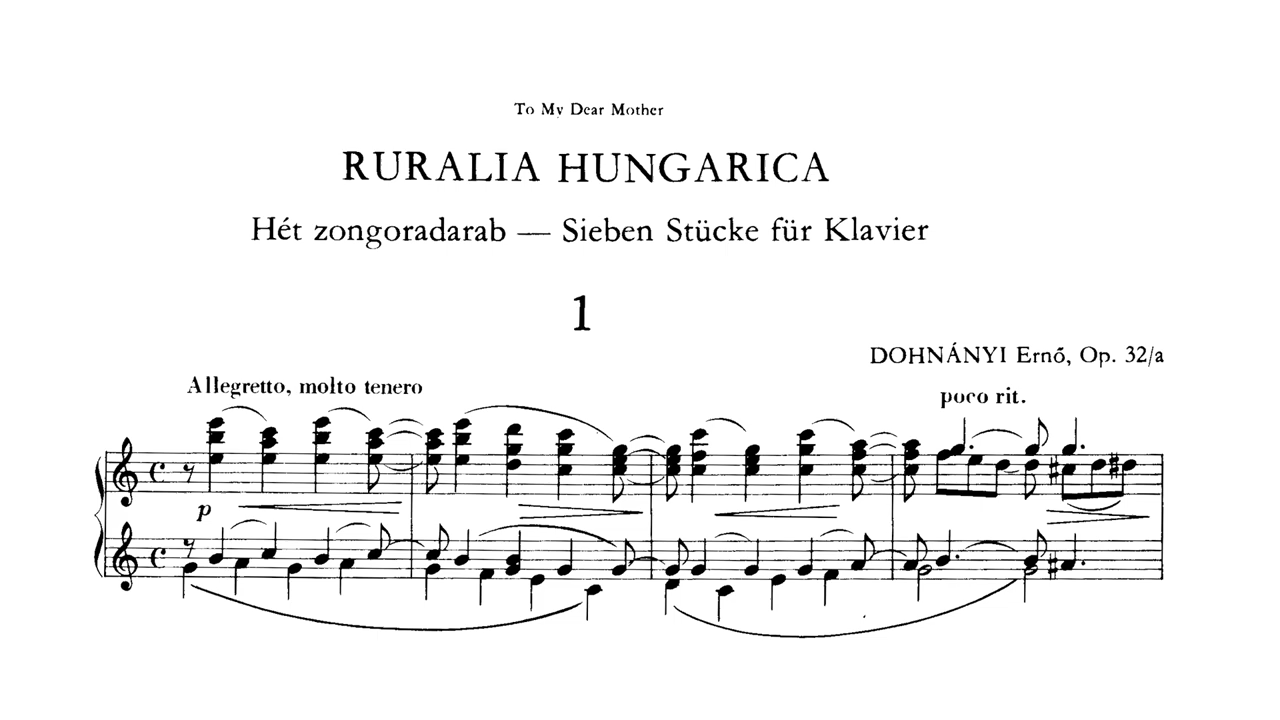 To My Dear Mother
RURALIA HUNGARICA
Hét zongoradarab — Sieben Stücke für Klavier
1
DOHNÁNYI Ernő, Op. 32/a
Allegretto, molto tenero
poco rit.
p